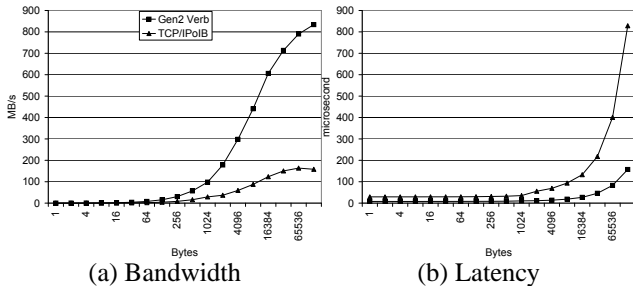 900
800
700
600
500
400
300
200
100
0
MB/s
Gen2 Verb
TCP/IPoIB
1 4 16 64 256 1024 4096 16384 65536
Bytes
(a) Bandwidth
900
800
700
600
500
400
300
200
100
0
microsecond
1 4 16 64 256 1024 4096 16384 65536
Bytes
(b) Latency